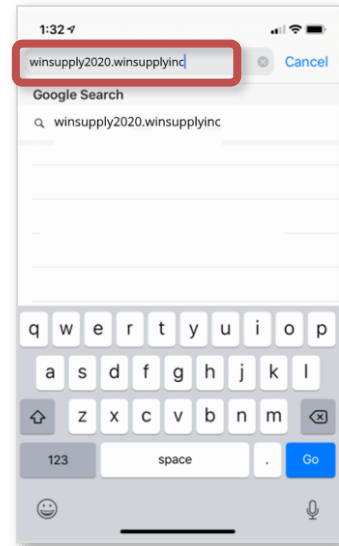 1:32
winsupply2020.winsupplyinc Cancel
Google Search
winsupply2020.winsupplyinc
q w e r t y u i o p
a s d f g h j k l
z x c v b n m
123 space . Go